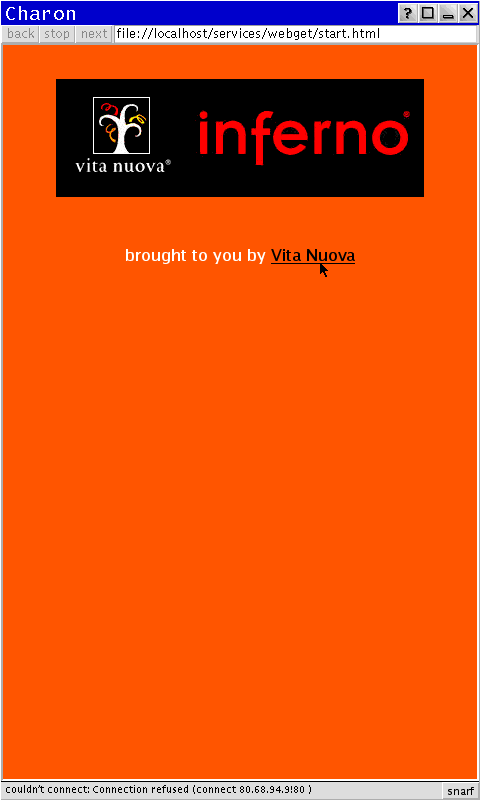 Charon
?
back stop next file://localhost/services/webget/start.html
vita nuova®
inferno®
brought to you by Vita Nuova
couldn't connect: Connection refused (connect 80.68.94.9!80 )
snarf